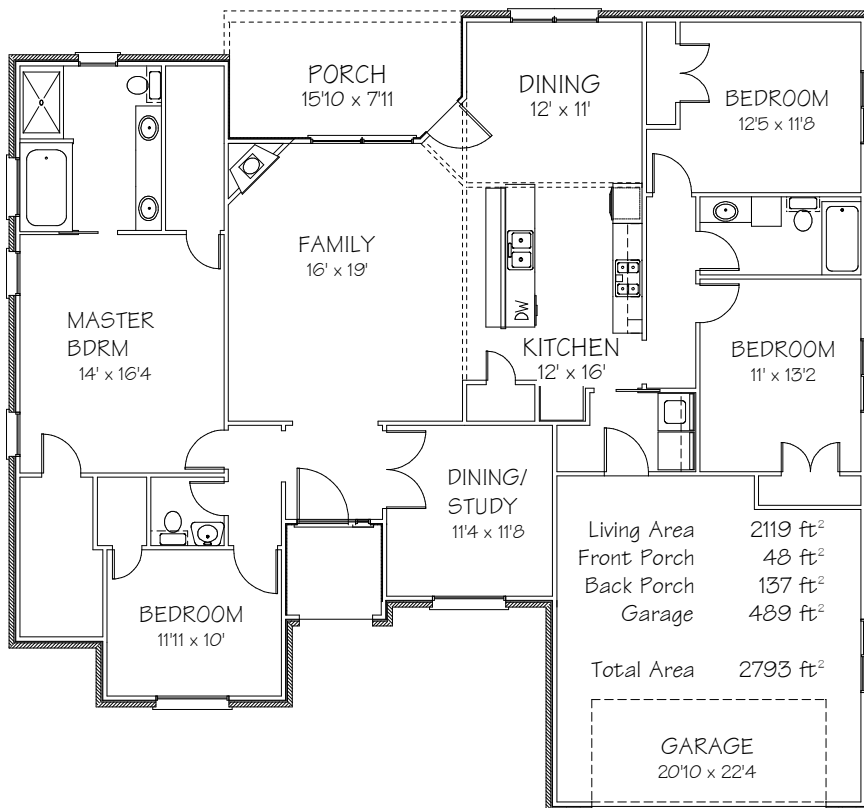 PORCH
15'10 x 7'11
DINING
12' x 11'
BEDROOM
12'5 x 11'8
FAMILY
16' x 19'
MASTER
BDRM
14' x 16'4
DW
KITCHEN
12' x 16'
BEDROOM
11' x 13'2
DINING/
STUDY
11'4 x 11'8
BEDROOM
11'11 x 10'
Living Area 2119 ft²
Front Porch 48 ft²
Back Porch 137 ft²
Garage 489 ft²
Total Area 2793 ft²
GARAGE
20'10 x 22'4